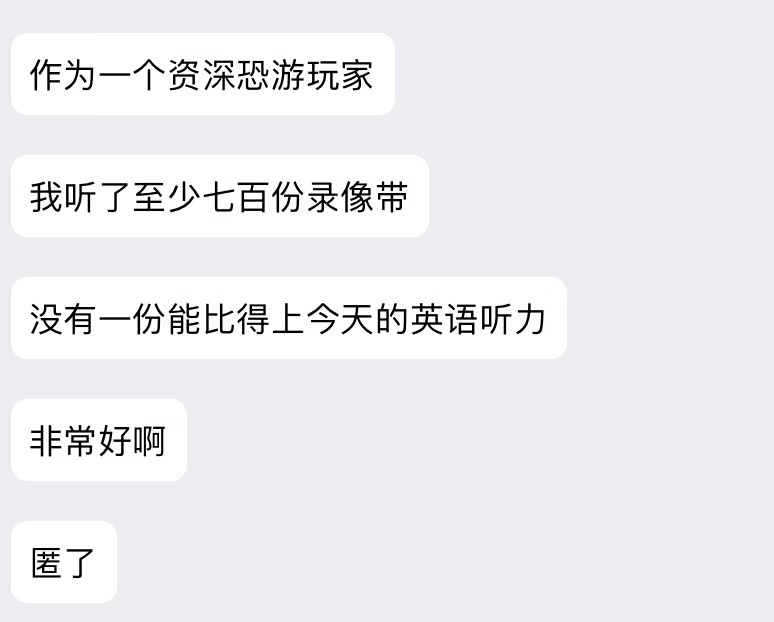 作为一个资深恐游玩家
我听了至少七百份录像带
没有一份能比得上今天的英语听力
非常好啊
匿了